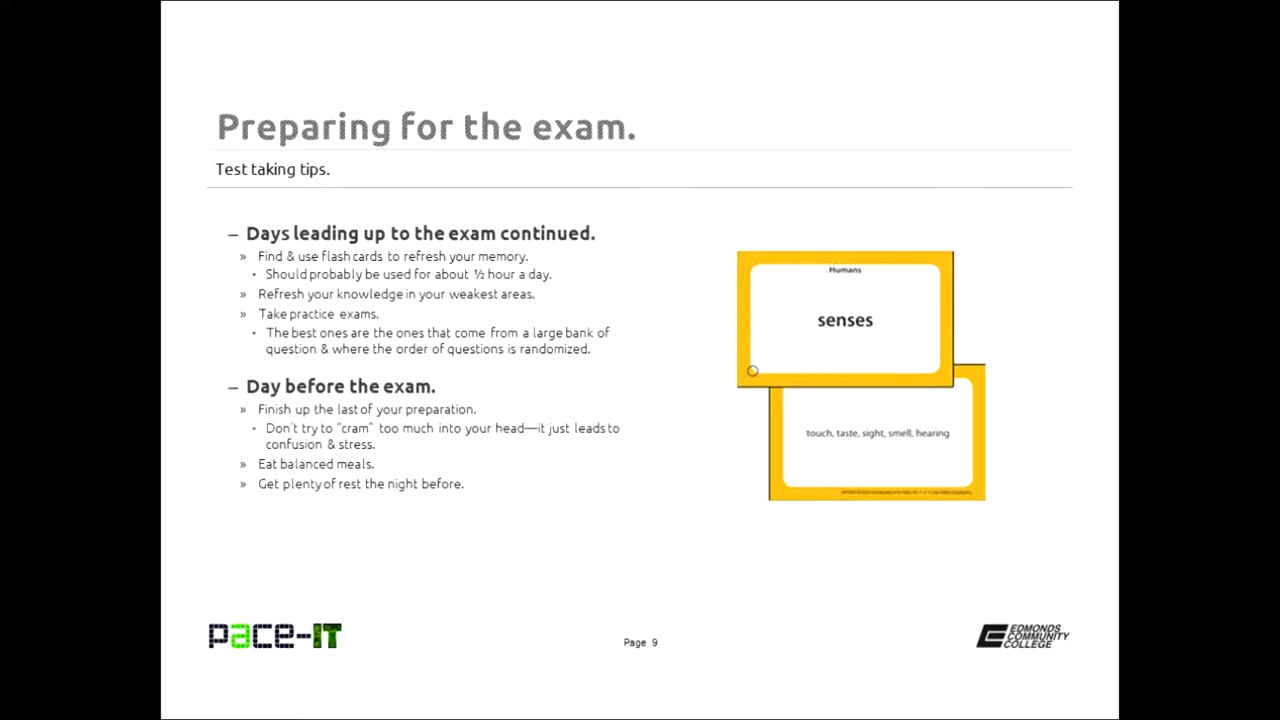 Preparing for the exam.
Test taking tips.
– Days leading up to the exam continued.
» Find & use flash cards to refresh your memory.
• Should probably be used for about ½ hour a day.
» Refresh your knowledge in your weakest areas.
» Take practice exams.
• The best ones are the ones that come from a large bank of
question & where the order of questions is randomized.
– Day before the exam.
» Finish up the last of your preparation.
• Don't try to "cram" too much into your head—it just leads to
confusion & stress.
» Eat balanced meals.
» Get plenty of rest the night before.
Humans
senses
touch, taste, sight, smell, hearing
pace-IT
Page 9
EDMONDS
COMMUNITY
COLLEGE